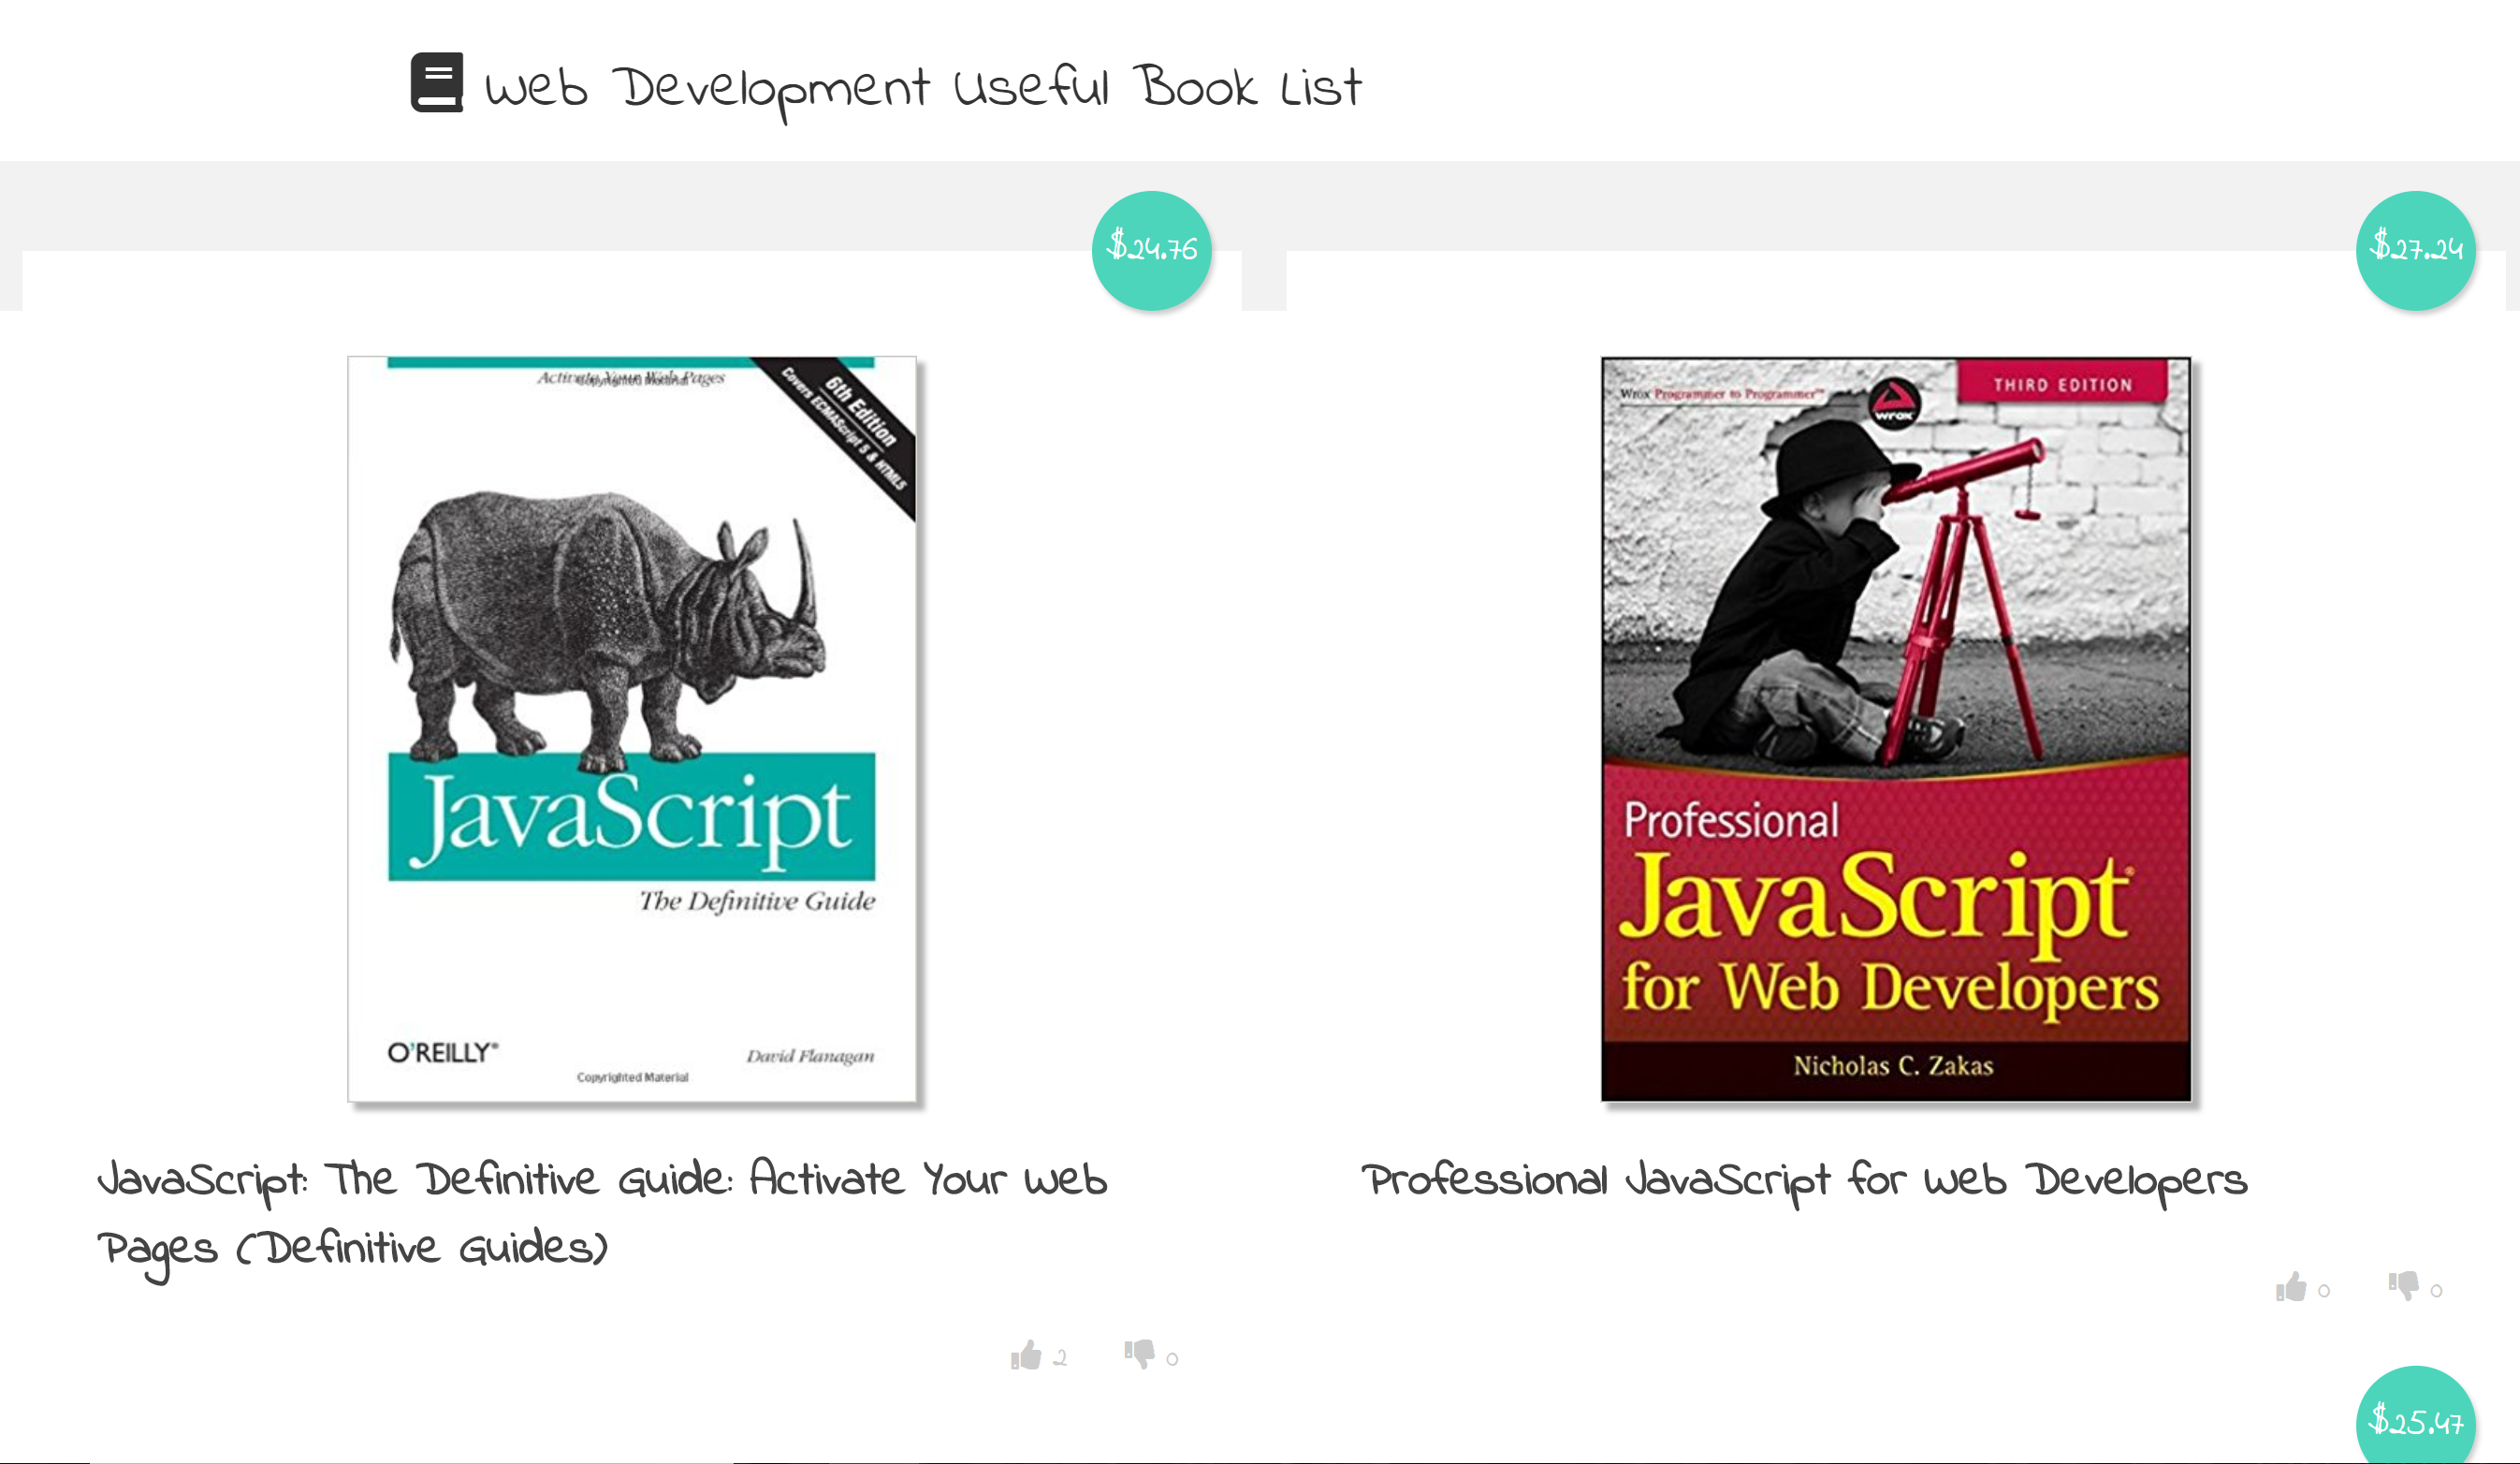 Web Development Useful Book List
$24.76
$27.24
Activate Your Web Pages
Copyrighted Material
6th Edition
Covers ECMAScript 5 & HTML5
JavaScript
The Definitive Guide
O'REILLY®
David Flanagan
Copyrighted Material
JavaScript: The Definitive Guide: Activate Your Web
Pages (Definitive Guides)
2 0
Wrox Programmer to Programmer™
wrox
THIRD EDITION
Professional
JavaScript®
for Web Developers
Nicholas C. Zakas
Professional JavaScript for Web Developers
0 0
$25.47